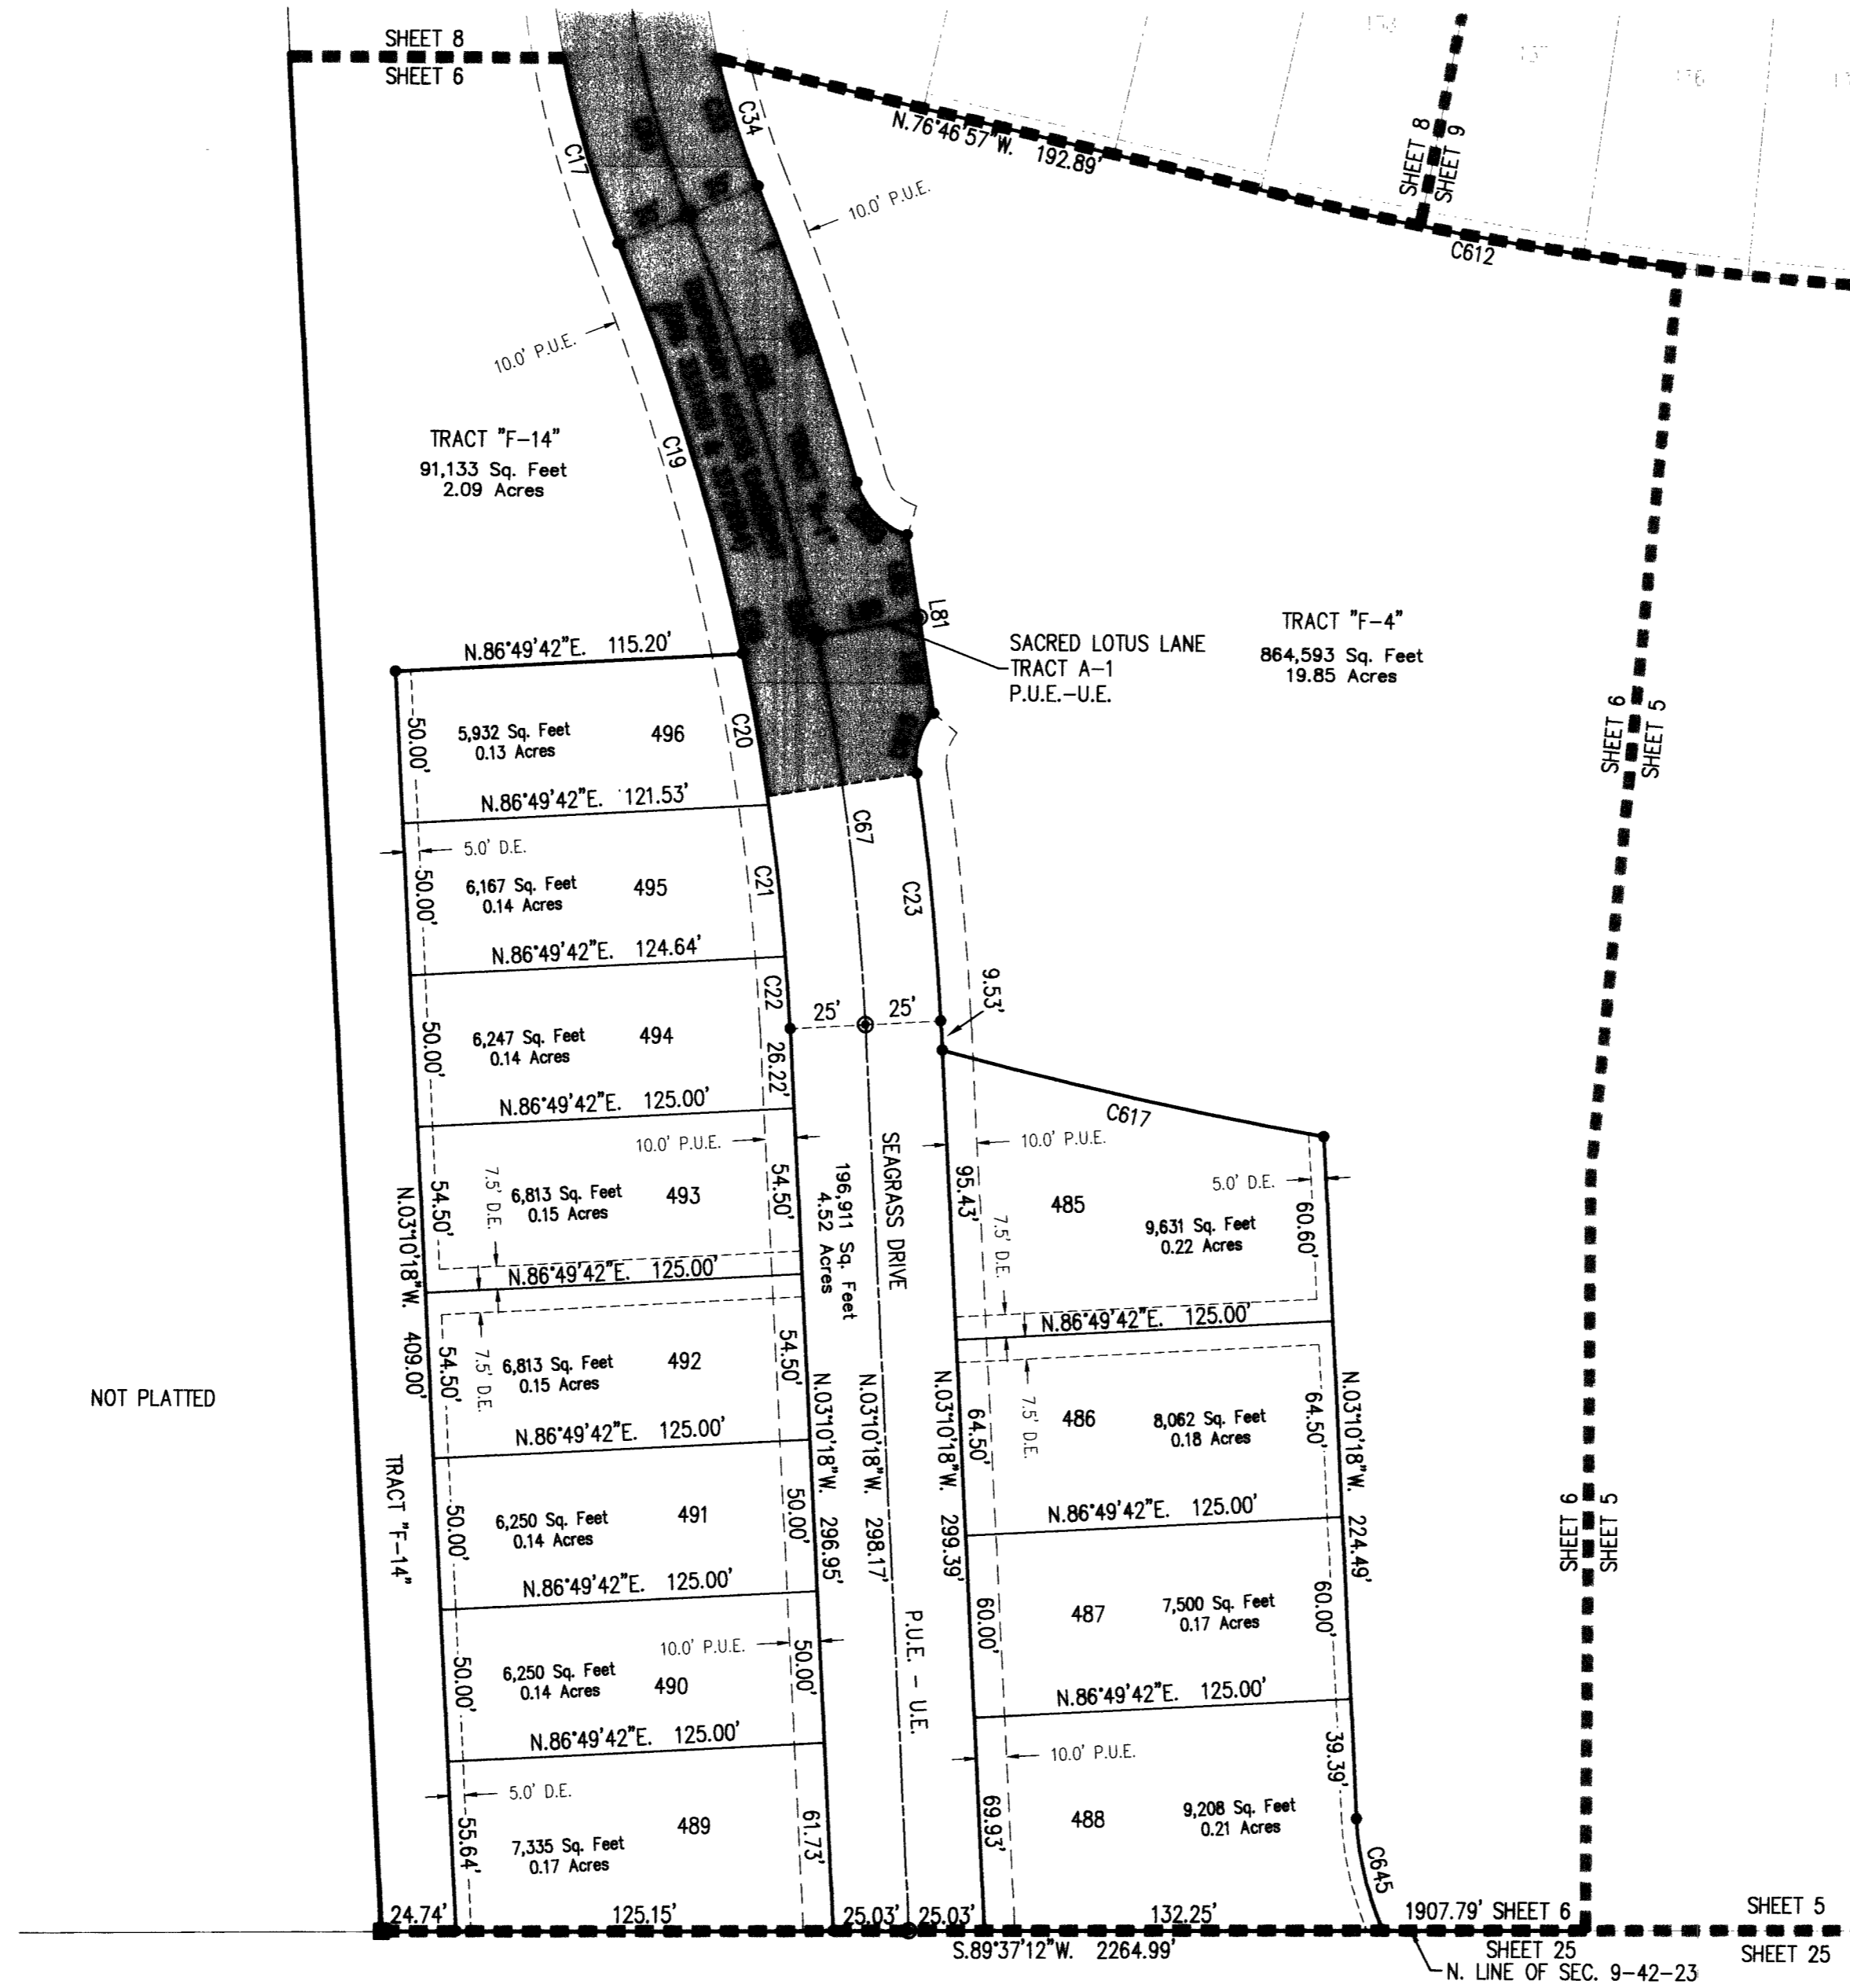 SHEET 8
SHEET 6
C17
C34
10.0' P.U.E.
N.76°46'57"W. 192.89'
SHEET 8
SHEET 9
C612
10.0' P.U.E.
TRACT "F-14"
91,133 Sq. Feet
2.09 Acres
C19
L81
SACRED LOTUS LANE
TRACT A-1
P.U.E.-U.E.
TRACT "F-4"
864,593 Sq. Feet
19.85 Acres
SHEET 6
SHEET 5
N.86°49'42"E. 115.20'
50.00'
5,932 Sq. Feet
0.13 Acres
496
C20
N.86°49'42"E. 121.53'
5.0' D.E.
50.00'
6,167 Sq. Feet
0.14 Acres
495
C21
C67
C23
N.86°49'42"E. 124.64'
C22
25'
25'
9.53'
50.00'
6,247 Sq. Feet
0.14 Acres
494
26.22'
N.86°49'42"E. 125.00'
10.0' P.U.E.
54.50'
7.5' D.E.
6,813 Sq. Feet
0.15 Acres
493
54.50'
N.86°49'42"E. 125.00'
N.03°10'18"W. 409.00'
54.50'
7.5' D.E.
6,813 Sq. Feet
0.15 Acres
492
54.50'
N.86°49'42"E. 125.00'
50.00'
6,250 Sq. Feet
0.14 Acres
491
50.00'
N.86°49'42"E. 125.00'
10.0' P.U.E.
50.00'
6,250 Sq. Feet
0.14 Acres
490
50.00'
N.86°49'42"E. 125.00'
5.0' D.E.
55.64'
7,335 Sq. Feet
0.17 Acres
489
61.73'
NOT PLATTED
TRACT "F-14"
196,911 Sq. Feet
4.52 Acres
SEAGRASS DRIVE
N.03°10'18"W. 296.95'
N.03°10'18"W. 298.17'
N.03°10'18"W. 299.39'
P.U.E. - U.E.
C617
10.0' P.U.E.
95.43'
485
5.0' D.E.
9,631 Sq. Feet
0.22 Acres
60.60'
7.5' D.E.
N.86°49'42"E. 125.00'
64.50'
7.5' D.E.
486
8,062 Sq. Feet
0.18 Acres
64.50'
N.03°10'18"W. 224.49'
N.86°49'42"E. 125.00'
60.00'
487
7,500 Sq. Feet
0.17 Acres
60.00'
N.86°49'42"E. 125.00'
10.0' P.U.E.
69.93'
488
9,208 Sq. Feet
0.21 Acres
39.39'
C645
SHEET 6
SHEET 5
24.74'
125.15'
25.03'
25.03'
132.25'
1907.79'
SHEET 6
SHEET 5
S.89°37'12"W. 2264.99'
SHEET 25
SHEET 25
N. LINE OF SEC. 9-42-23